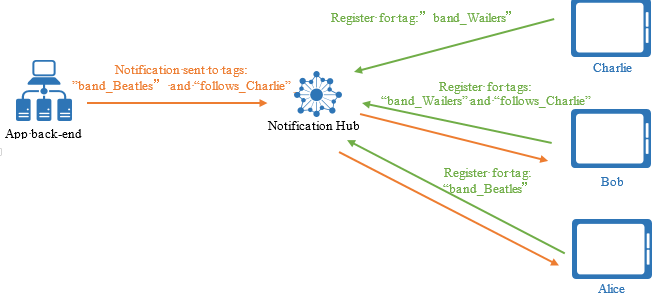 Register for tag:” band_Wailers”
Charlie
Notification sent to tags:
”band_Beatles” and “follows_Charlie”
Register for tags:
“band_Wailers” and “follows_Charlie”
Notification Hub
App back-end
Bob
Register for tag:
“band_Beatles”
Alice